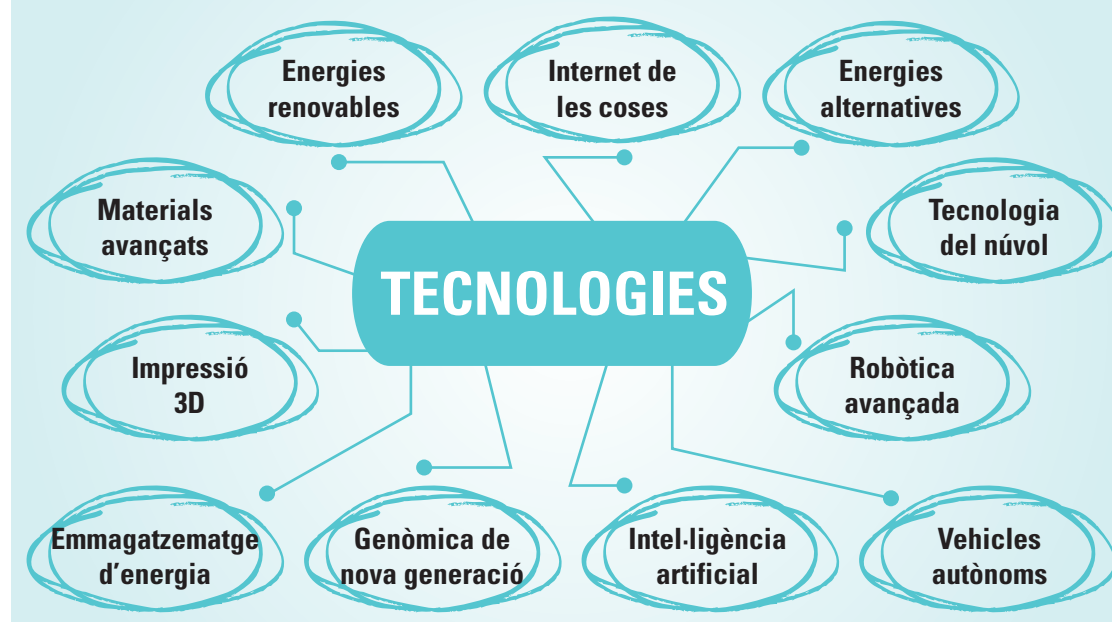 Energies
renovables
Internet de
les coses
Energies
alternatives
Materials
avançats
Tecnologia
del núvol
TECNOLOGIES
Impressió
3D
Robòtica
avançada
Emmagatzematge
d’energia
Genòmica de
nova generació
Intel·ligència
artificial
Vehicles
autònoms